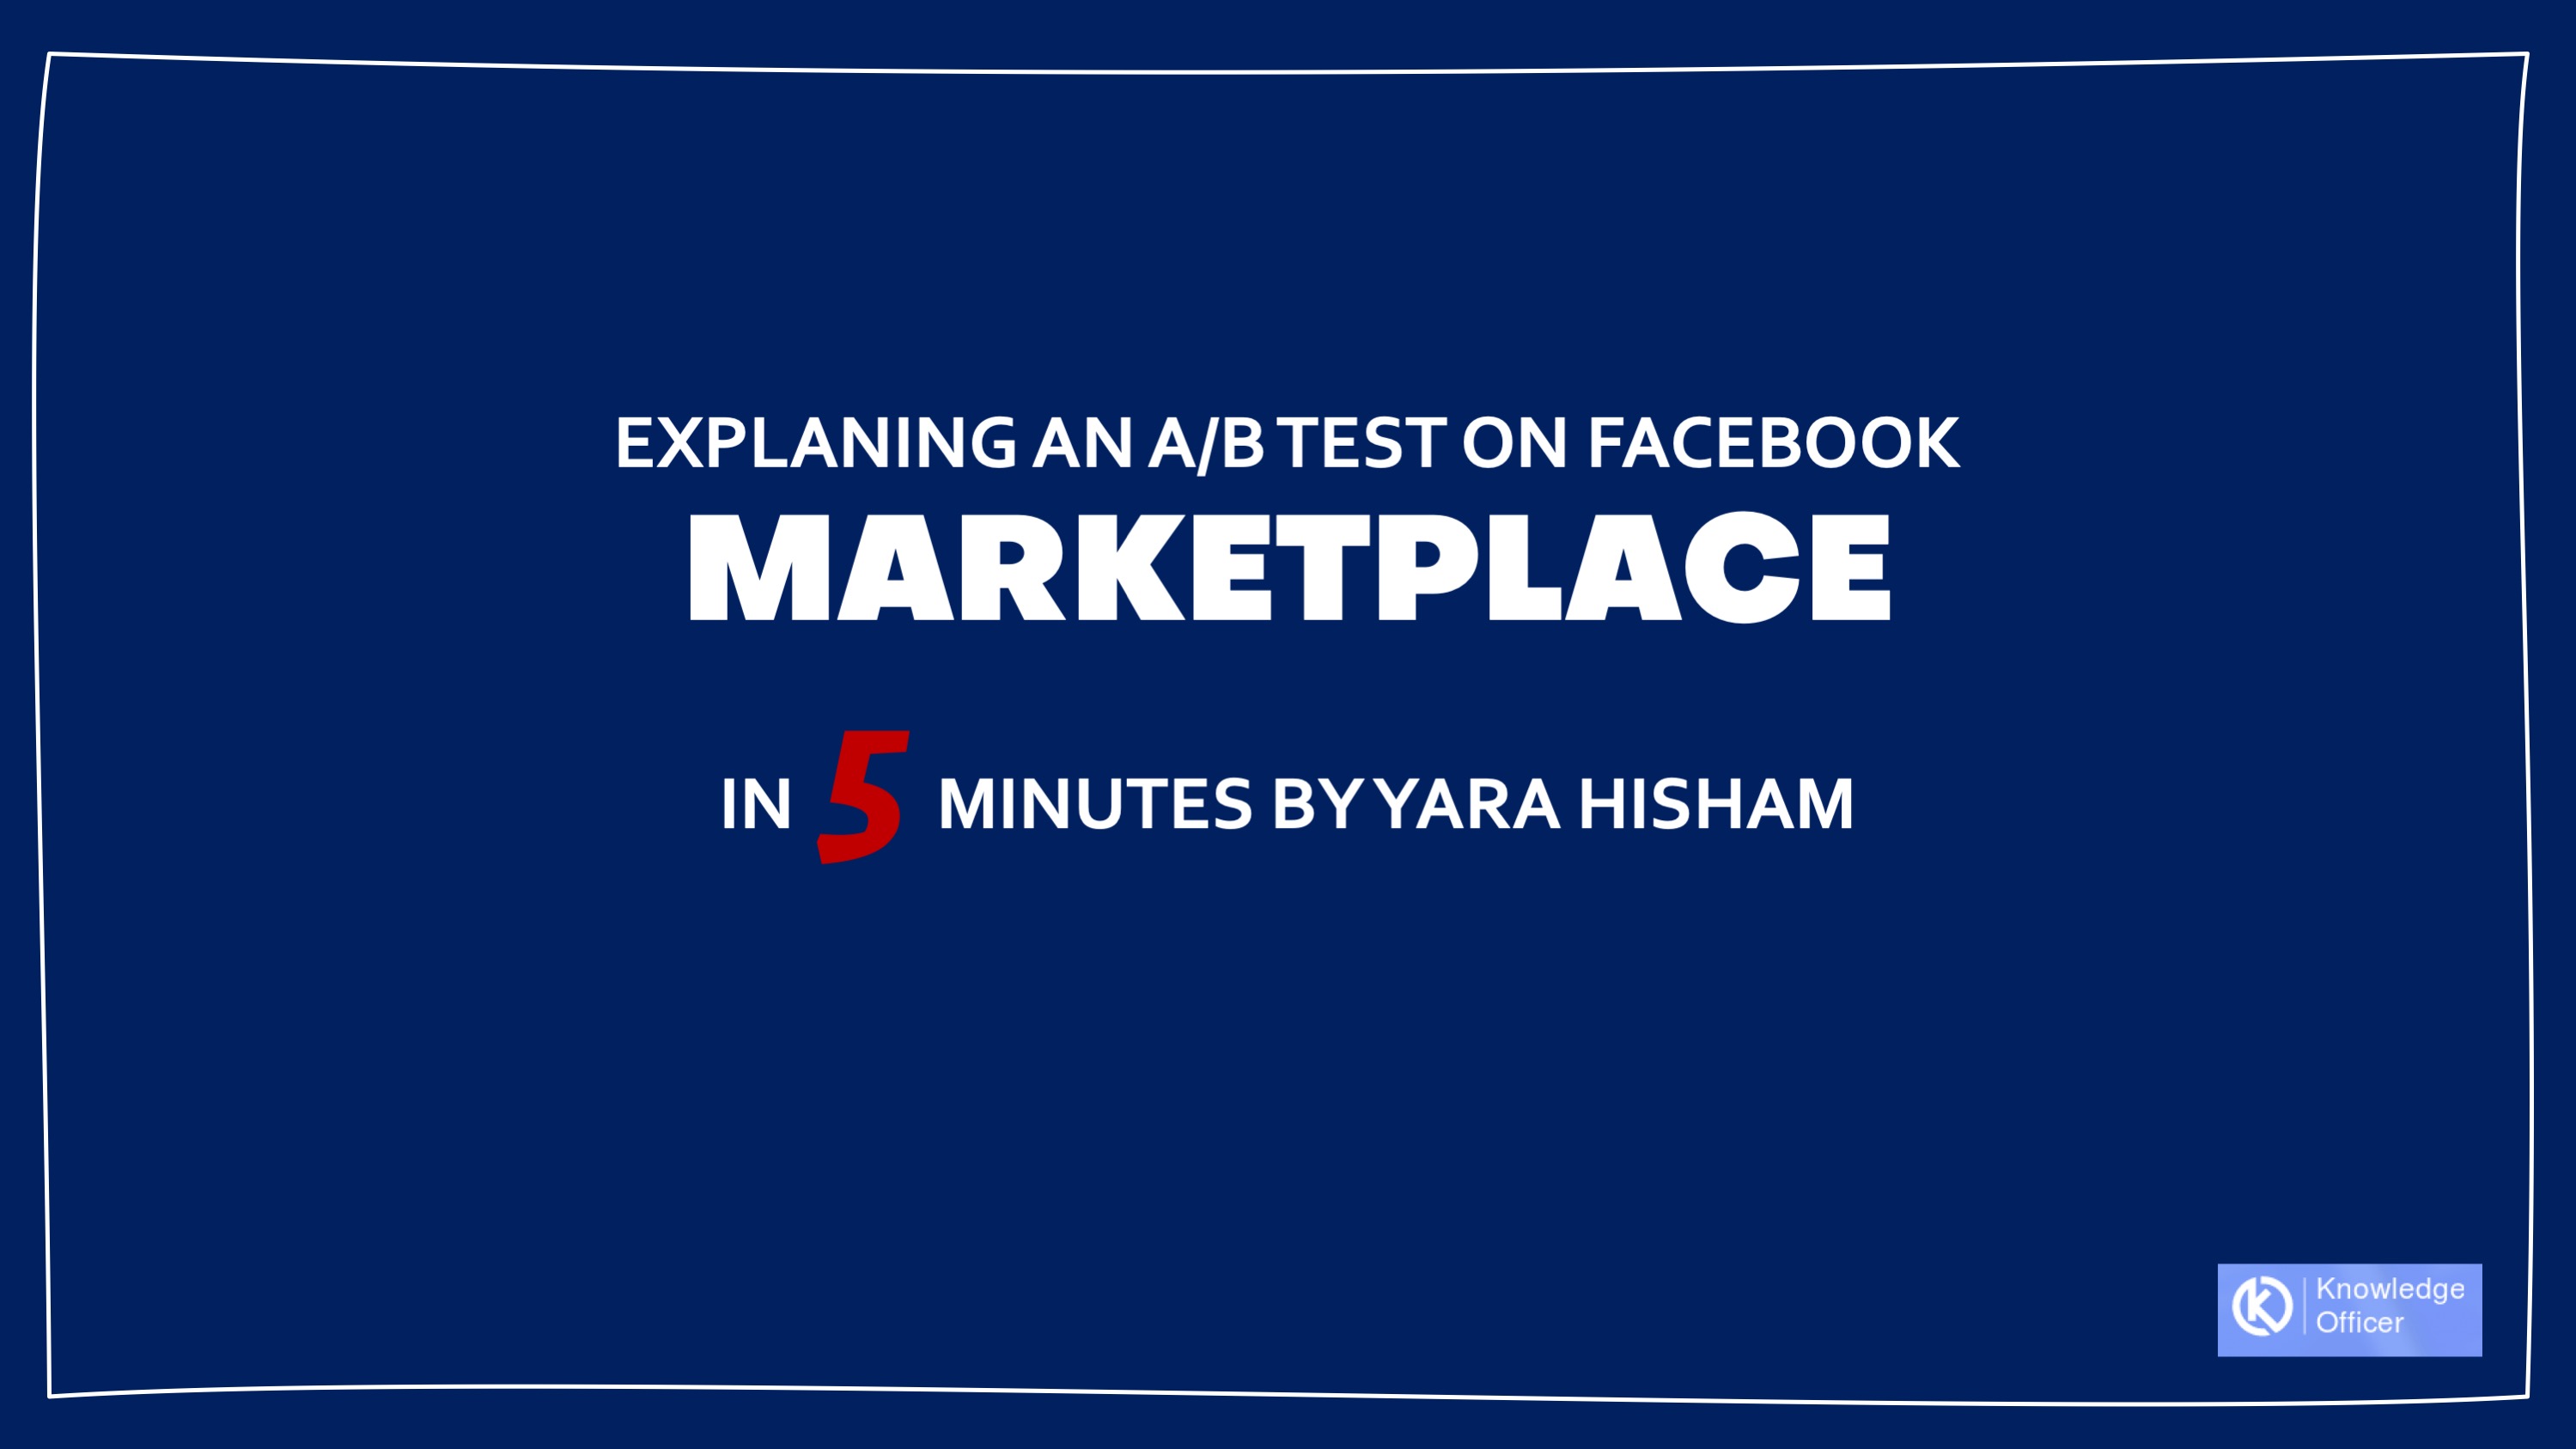 EXPLANING AN A/B TEST ON FACEBOOK
MARKETPLACE
IN 5 MINUTES BY YARA HISHAM
Knowledge
Officer